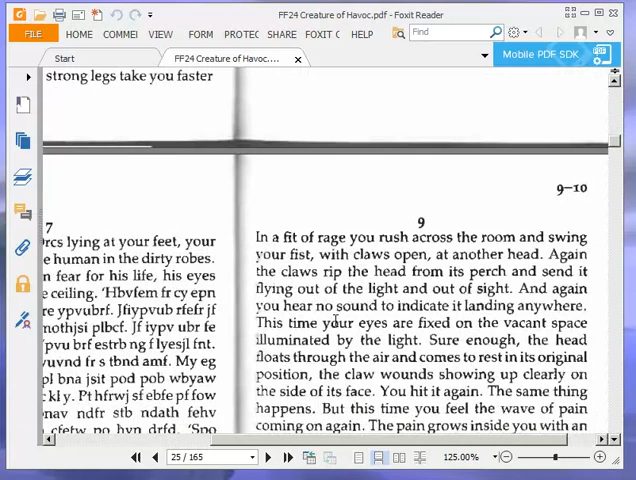 FF24 Creature of Havoc.pdf - Foxit Reader
FILE HOME COMMEI VIEW FORM PROTEC SHARE FOXIT C HELP Find
Start FF24 Creature of Havoc.... Mobile PDF SDK
strong legs take you faster
9–10
7
Orcs lying at your feet, your
e human in the dirty robes.
n fear for his life, his eyes
e ceiling. 'Hbvfem fr cy epn
re ypvubrf. Jfiypvub rfefr jf
mothjsi plbcf. Jf iypv ubr fe
ypvu brf estrb ng f lyesjl fnt.
vuvnd fr s tbnd amf. My eg
pl bna jsit pod pob wbyaw
t kl y. Pt hfrwj sf ebfe pf fow
nav ndfr stb ndath fehv
cfetw no hvn drfd. 'Spo
9
In a fit of rage you rush across the room and swing
your fist, with claws open, at another head. Again
the claws rip the head from its perch and send it
flying out of the light and out of sight. And again
you hear no sound to indicate it landing anywhere.
This time your eyes are fixed on the vacant space
illuminated by the light. Sure enough, the head
floats through the air and comes to rest in its original
position, the claw wounds showing up clearly on
the side of its face. You hit it again. The same thing
happens. But this time you feel the wave of pain
coming on again. The pain grows inside you with an
25 / 165 125.00%